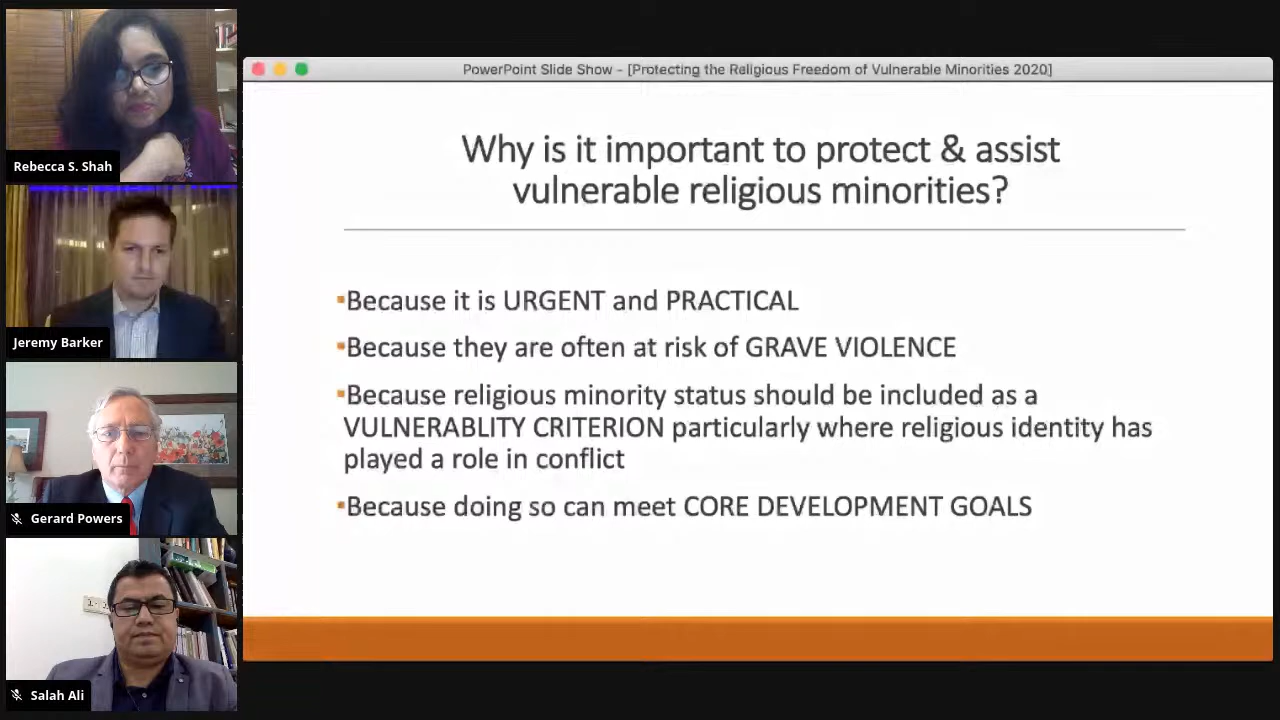 Rebecca S. Shah
Jeremy Barker
Gerard Powers
Salah Ali
PowerPoint Slide Show - [Protecting the Religious Freedom of Vulnerable Minorities 2020]
Why is it important to protect & assist
vulnerable religious minorities?
▪Because it is URGENT and PRACTICAL
▪Because they are often at risk of GRAVE VIOLENCE
▪Because religious minority status should be included as a
VULNERABLITY CRITERION particularly where religious identity has
played a role in conflict
▪Because doing so can meet CORE DEVELOPMENT GOALS